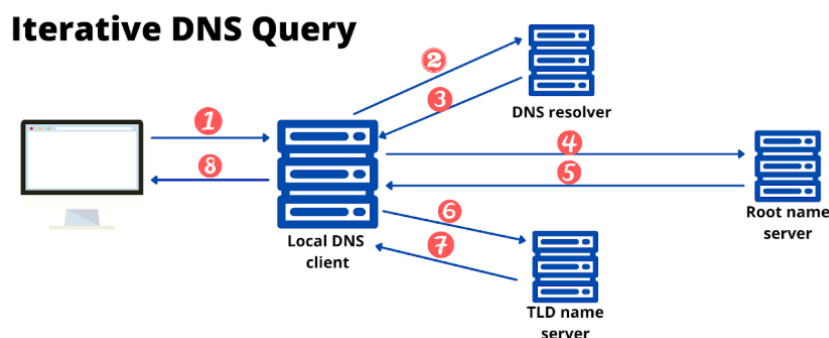 Iterative DNS Query
2
3
DNS resolver
1
4
8
5
6
Root name
server
Local DNS
client
7
TLD name
server